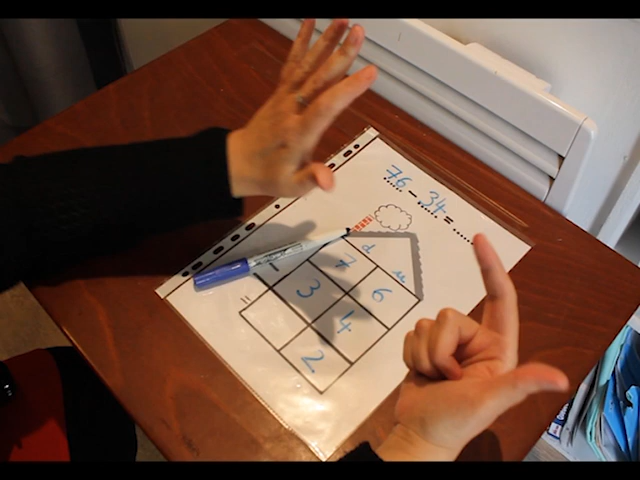 76 - 34 = ........
d u
7 6
- 3 4
= 2